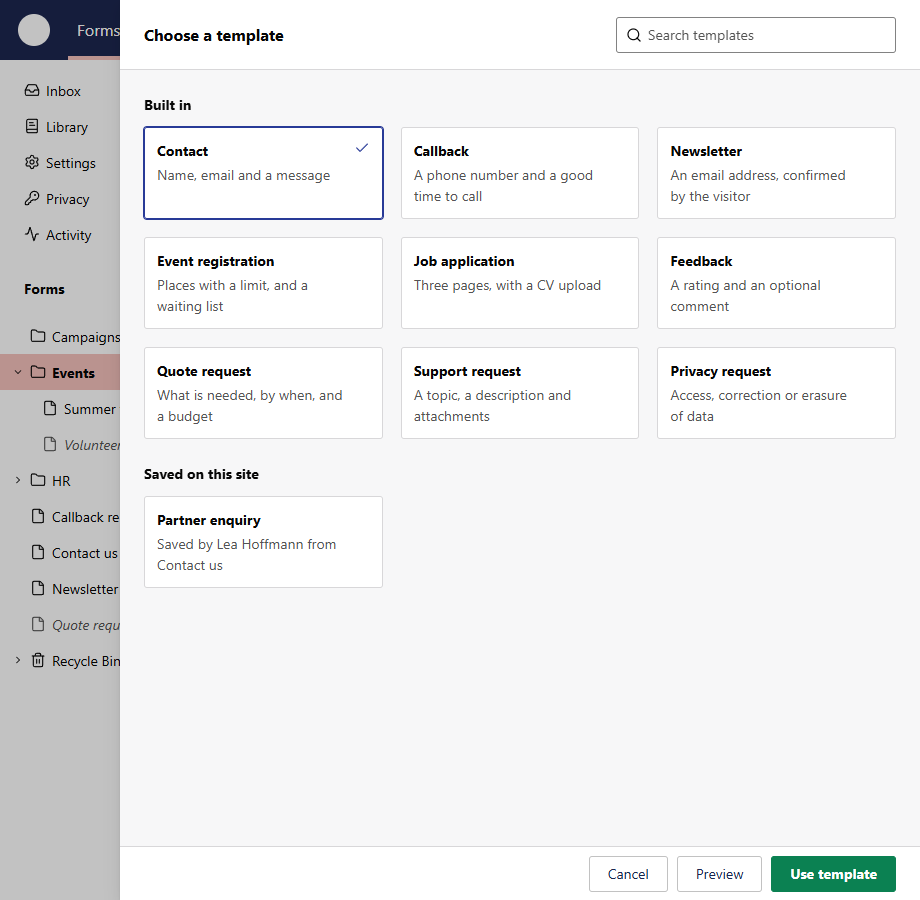 Forms
Choose a template
Search templates
Inbox
Library
Settings
Privacy
Activity
Forms
Campaigns
Events
Summer
Volunteer
HR
Callback re
Contact us
Newsletter
Quote requ
Recycle Bin
Built in
Contact
Name, email and a message
Callback
A phone number and a good
time to call
Newsletter
An email address, confirmed
by the visitor
Event registration
Places with a limit, and a
waiting list
Job application
Three pages, with a CV upload
Feedback
A rating and an optional
comment
Quote request
What is needed, by when, and
a budget
Support request
A topic, a description and
attachments
Privacy request
Access, correction or erasure
of data
Saved on this site
Partner enquiry
Saved by Lea Hoffmann from
Contact us
Cancel
Preview
Use template